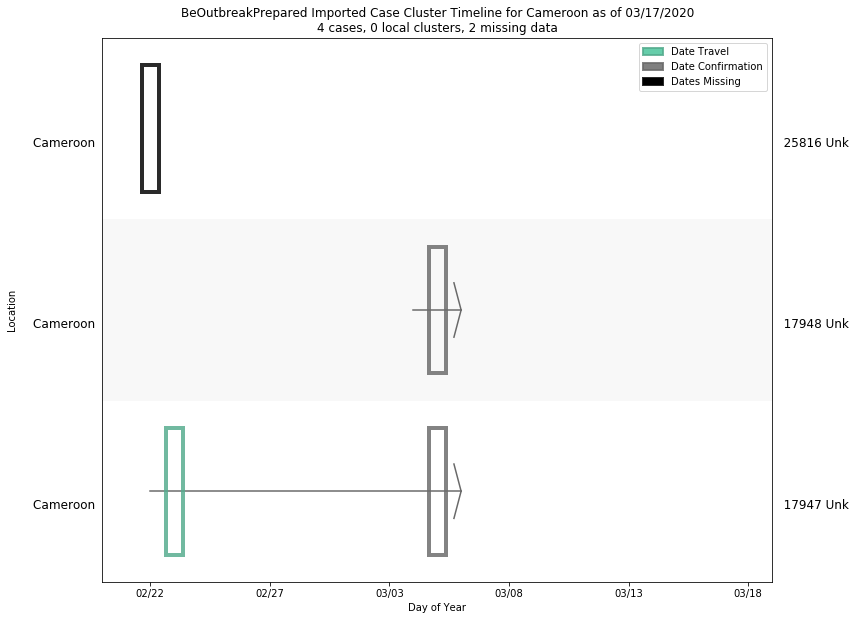 BeOutbreakPrepared Imported Case Cluster Timeline for Cameroon as of 03/17/2020
4 cases, 0 local clusters, 2 missing data
Date Travel
Date Confirmation
Dates Missing
Cameroon
25816 Unk
Cameroon
17948 Unk
Cameroon
17947 Unk
Location
02/22
02/27
03/03
03/08
03/13
03/18
Day of Year